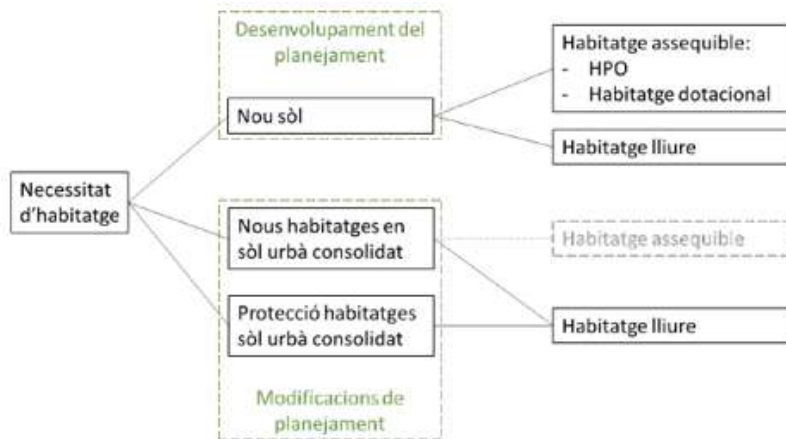 Desenvolupament del
planejament
Nou sòl
Habitatge assequible:
- HPO
- Habitatge dotacional
Habitatge lliure
Necessitat
d'habitatge
Nous habitatges en
sòl urbà consolidat
Habitatge assequible
Protecció habitatges
sòl urbà consolidat
Habitatge lliure
Modificacions de
planejament